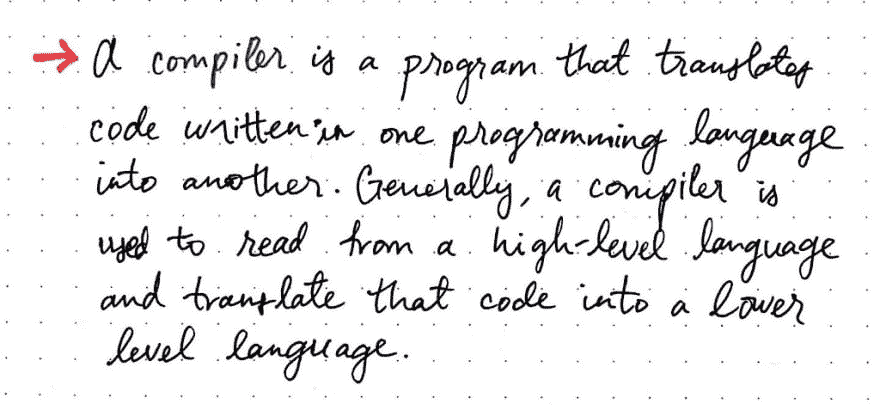 → A compiler is a program that translates
code written in one programming language
into another. Generally, a compiler is
used to read from a high-level language
and translate that code into a lower
level language.